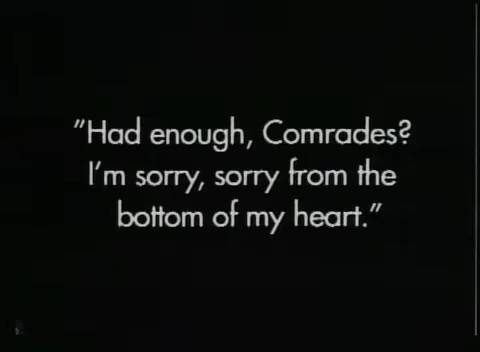 "Had enough, Comrades?
I'm sorry, sorry from the
bottom of my heart."